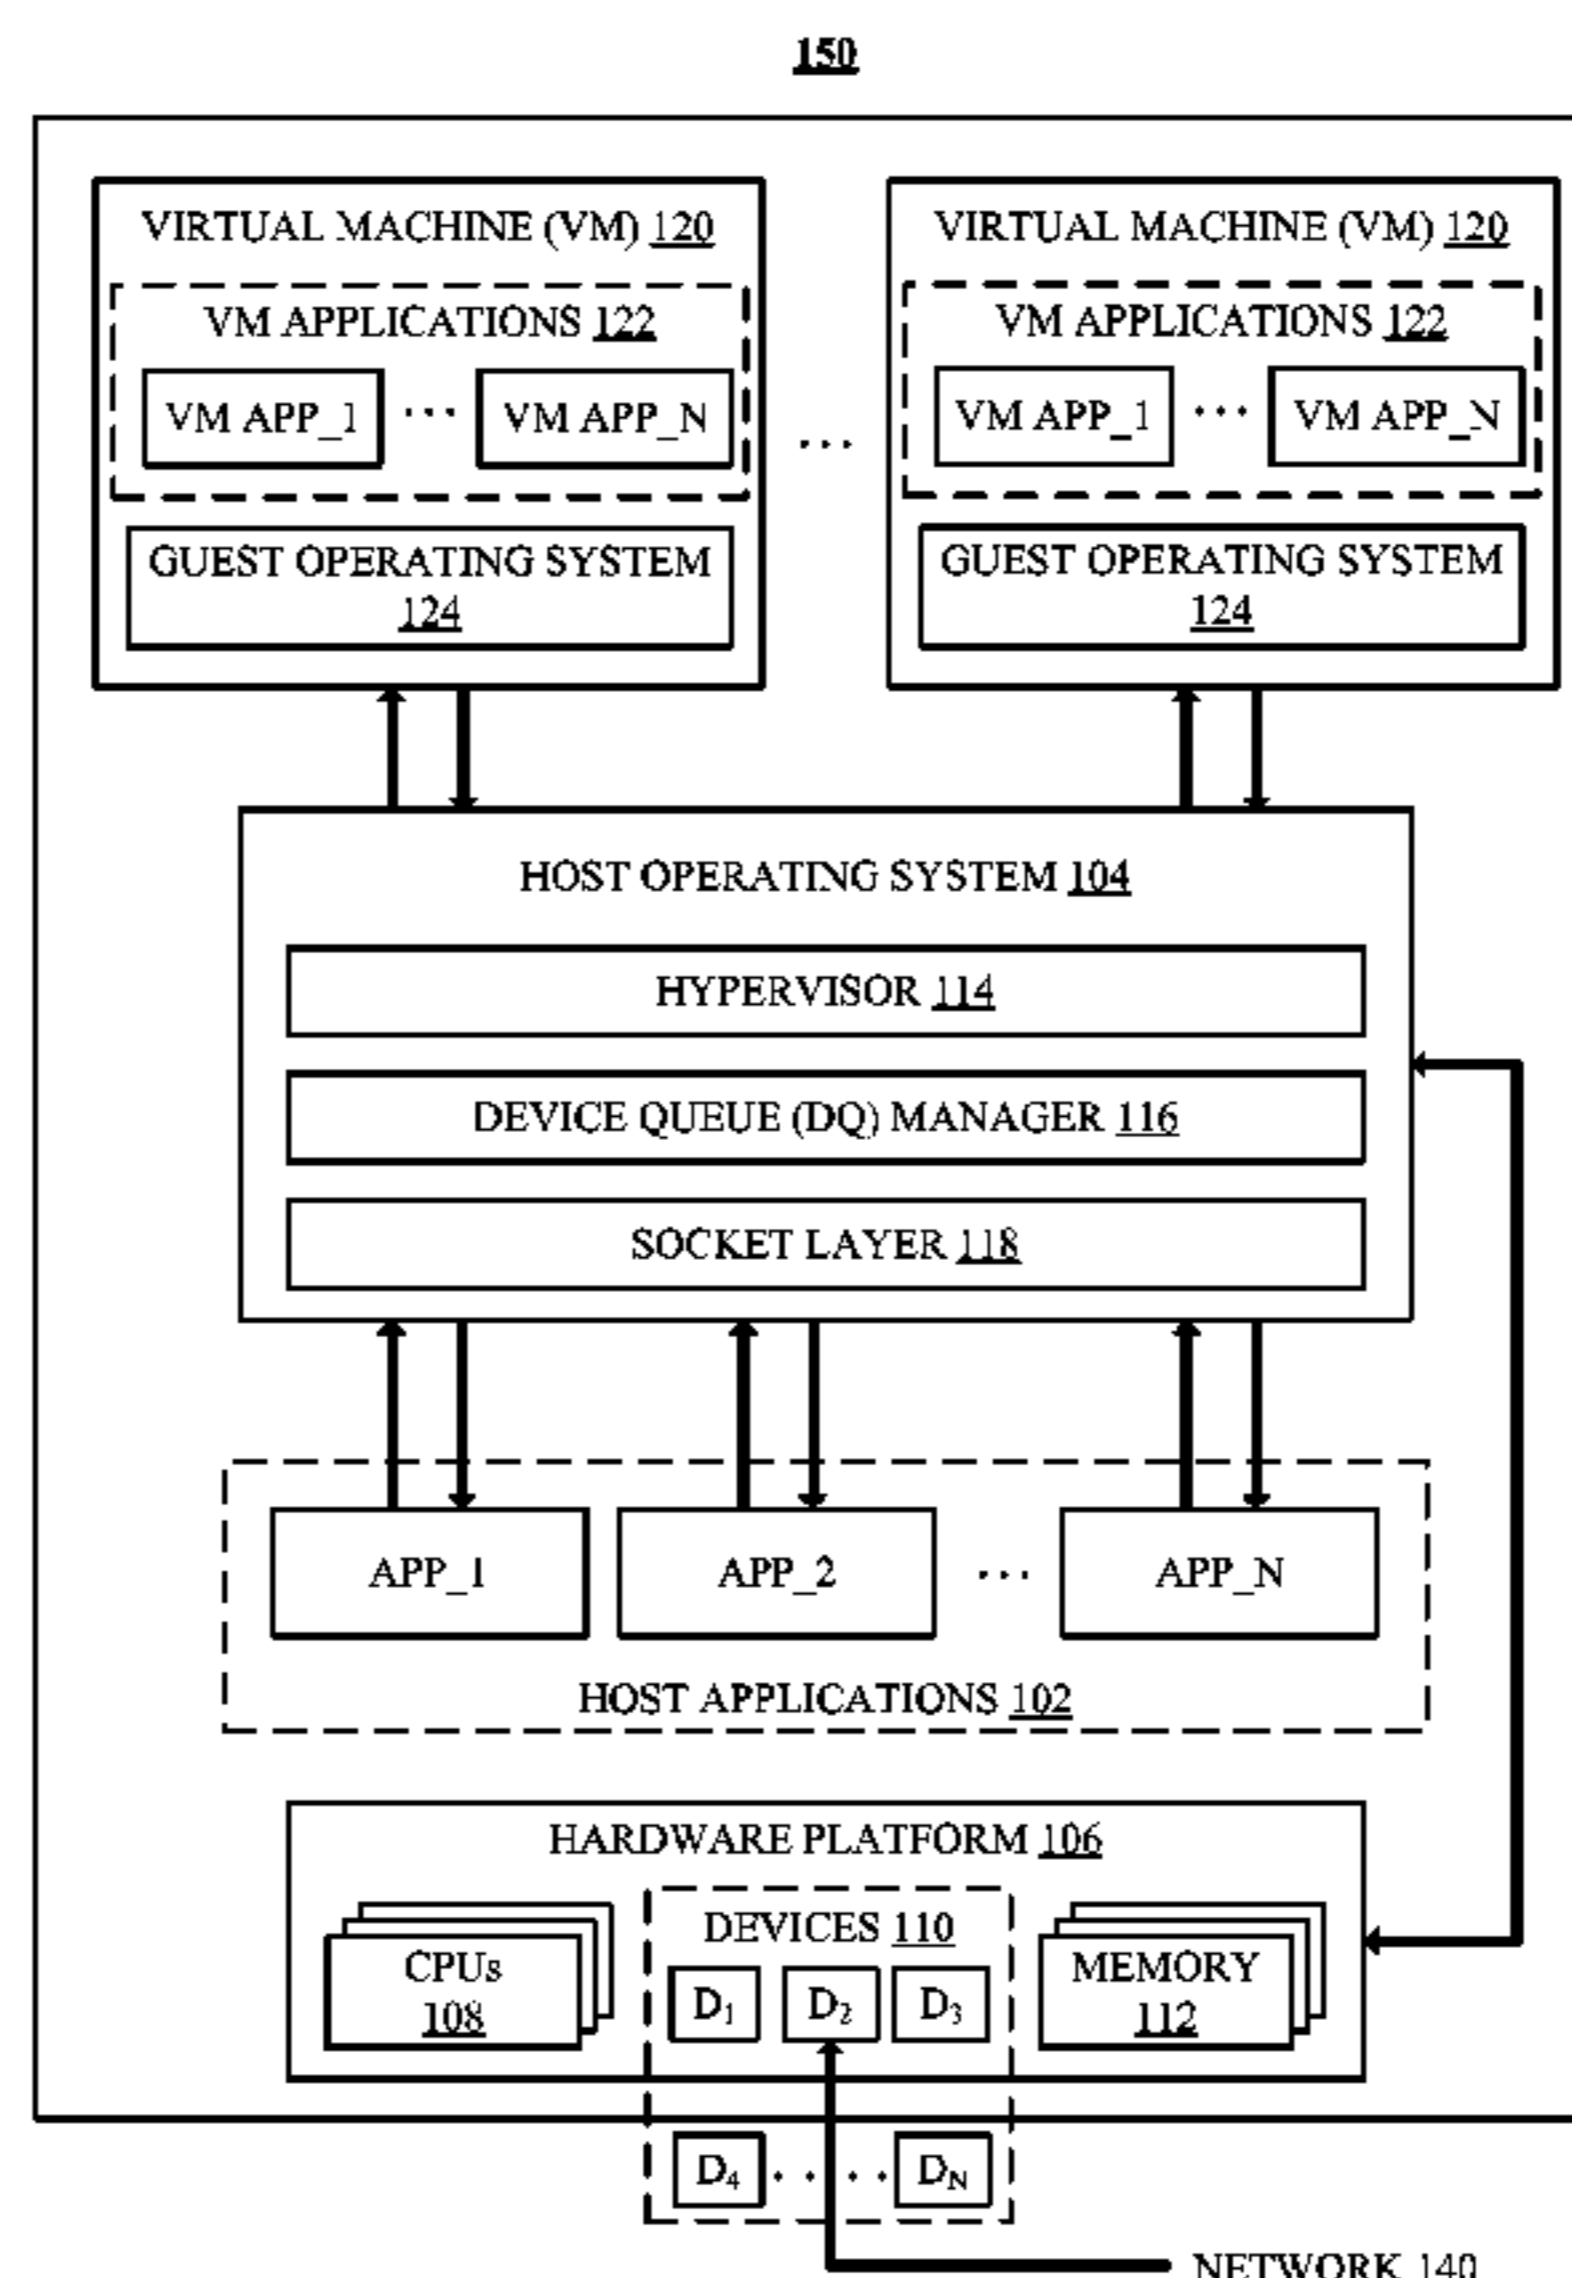 150
VIRTUAL MACHINE (VM) 120
VM APPLICATIONS 122
VM APP_1 ... VM APP_N
GUEST OPERATING SYSTEM
124
...
VIRTUAL MACHINE (VM) 120
VM APPLICATIONS 122
VM APP_1 ... VM APP_N
GUEST OPERATING SYSTEM
124
HOST OPERATING SYSTEM 104
HYPERVISOR 114
DEVICE QUEUE (DQ) MANAGER 116
SOCKET LAYER 118
APP_1 APP_2 ... APP_N
HOST APPLICATIONS 102
HARDWARE PLATFORM 106
CPUs
108
DEVICES 110
D₁ D₂ D₃
MEMORY
112
D₄ .... D_N
NETWORK 140